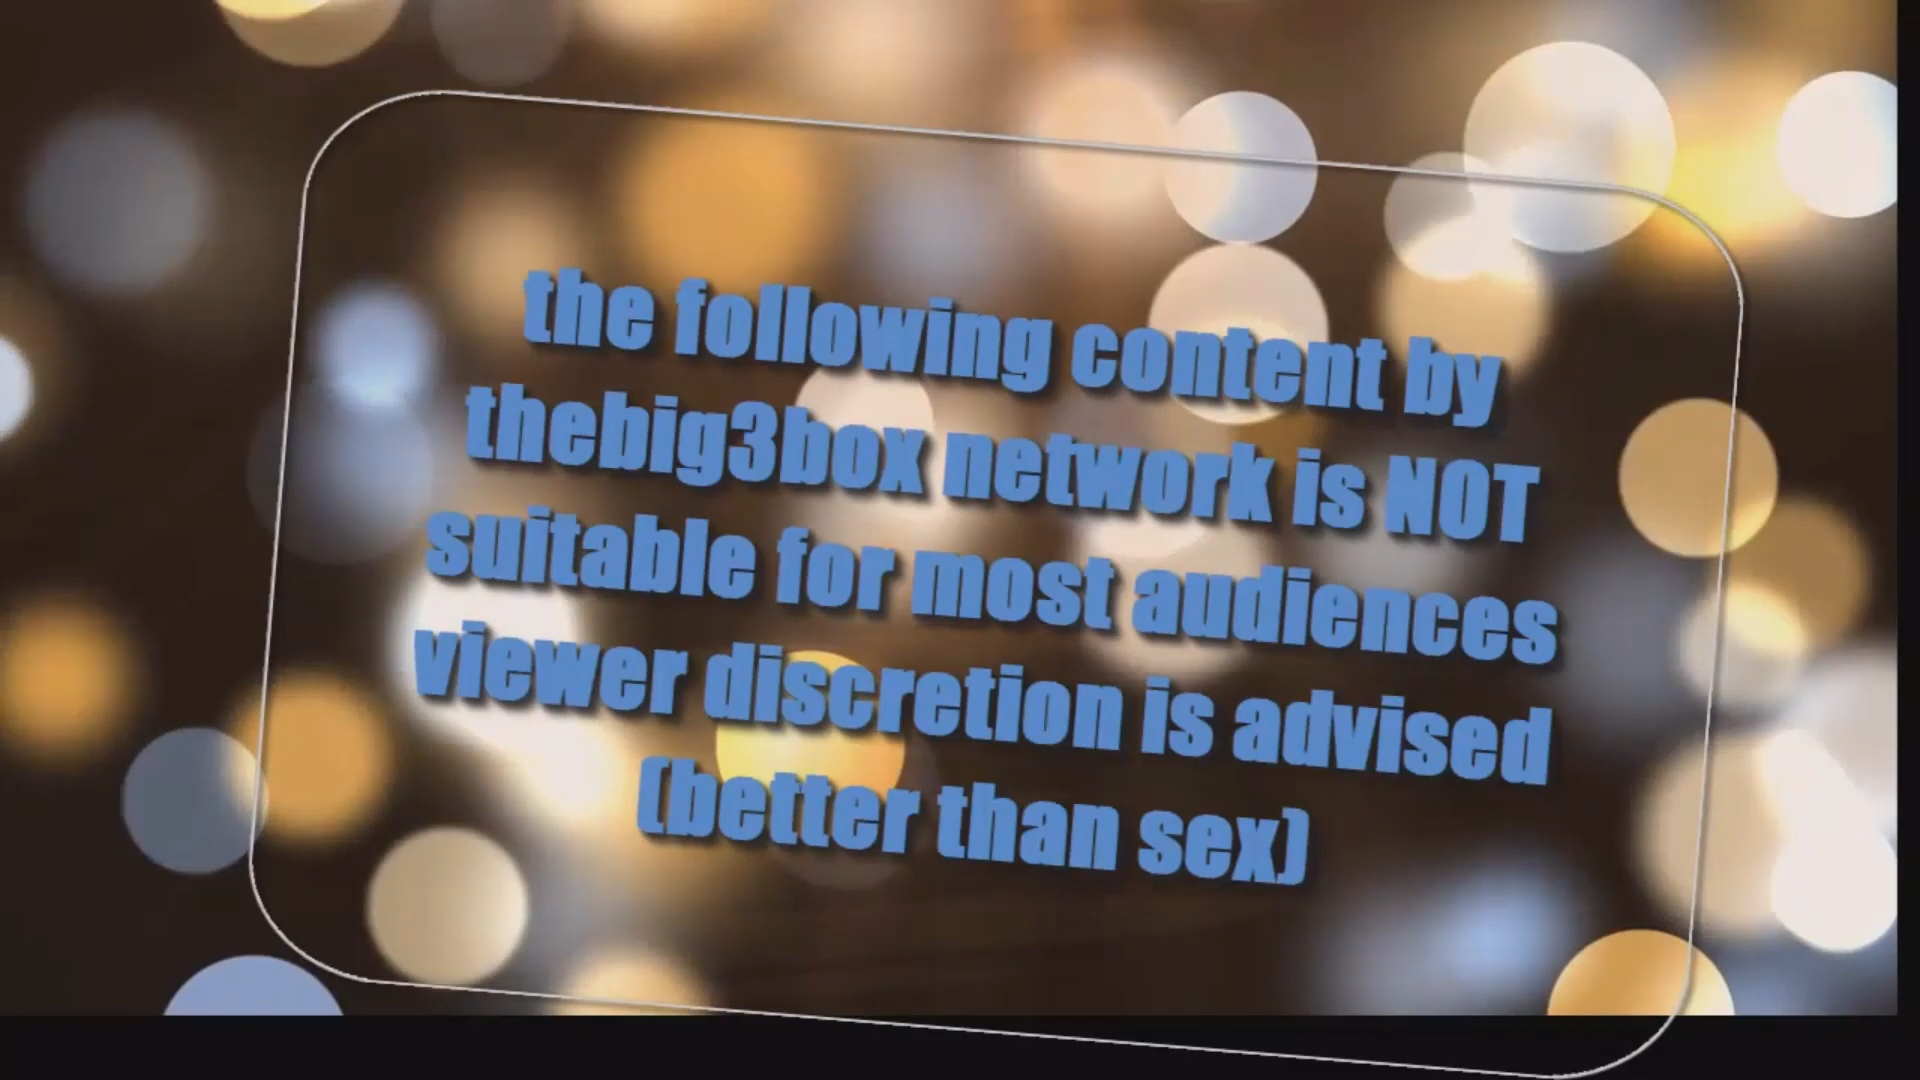 the following content by
thebig3box network is NOT
suitable for most audiences
viewer discretion is advised
(better than sex)